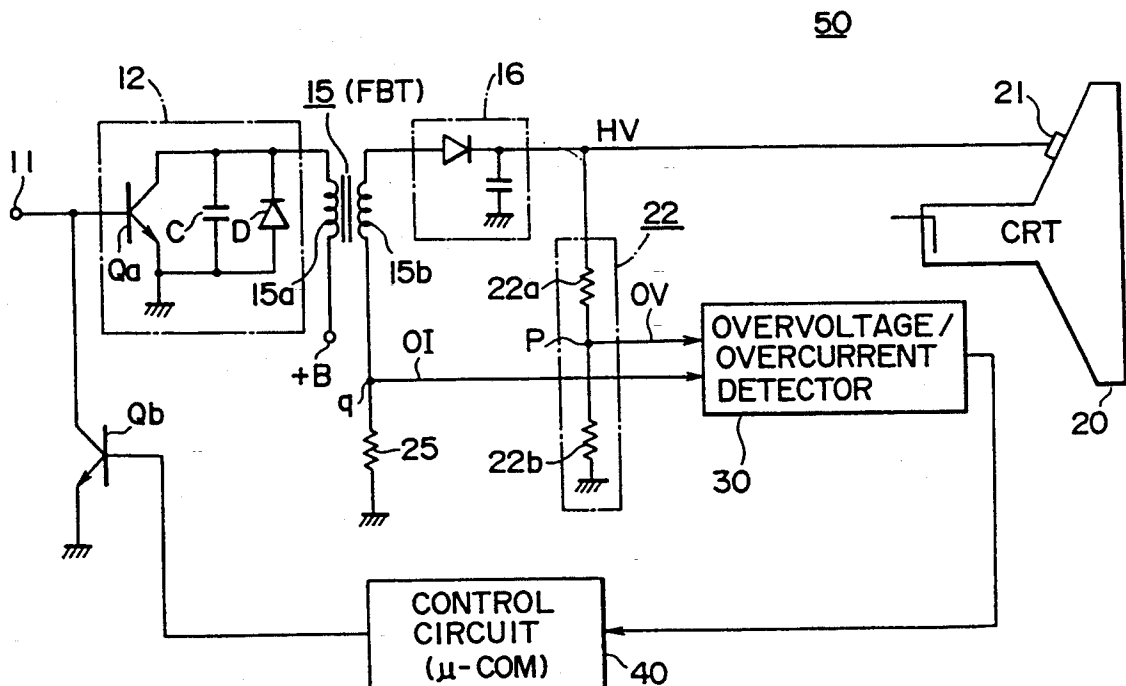 50
12
15 (FBT)
16
21
HV
11
Qa
C
D
15a
15b
22
CRT
22a
OV
P
OVERVOLTAGE/
OVERCURRENT
DETECTOR
+B
OI
q
Qb
25
22b
30
20
CONTROL
CIRCUIT
(μ-COM)
40